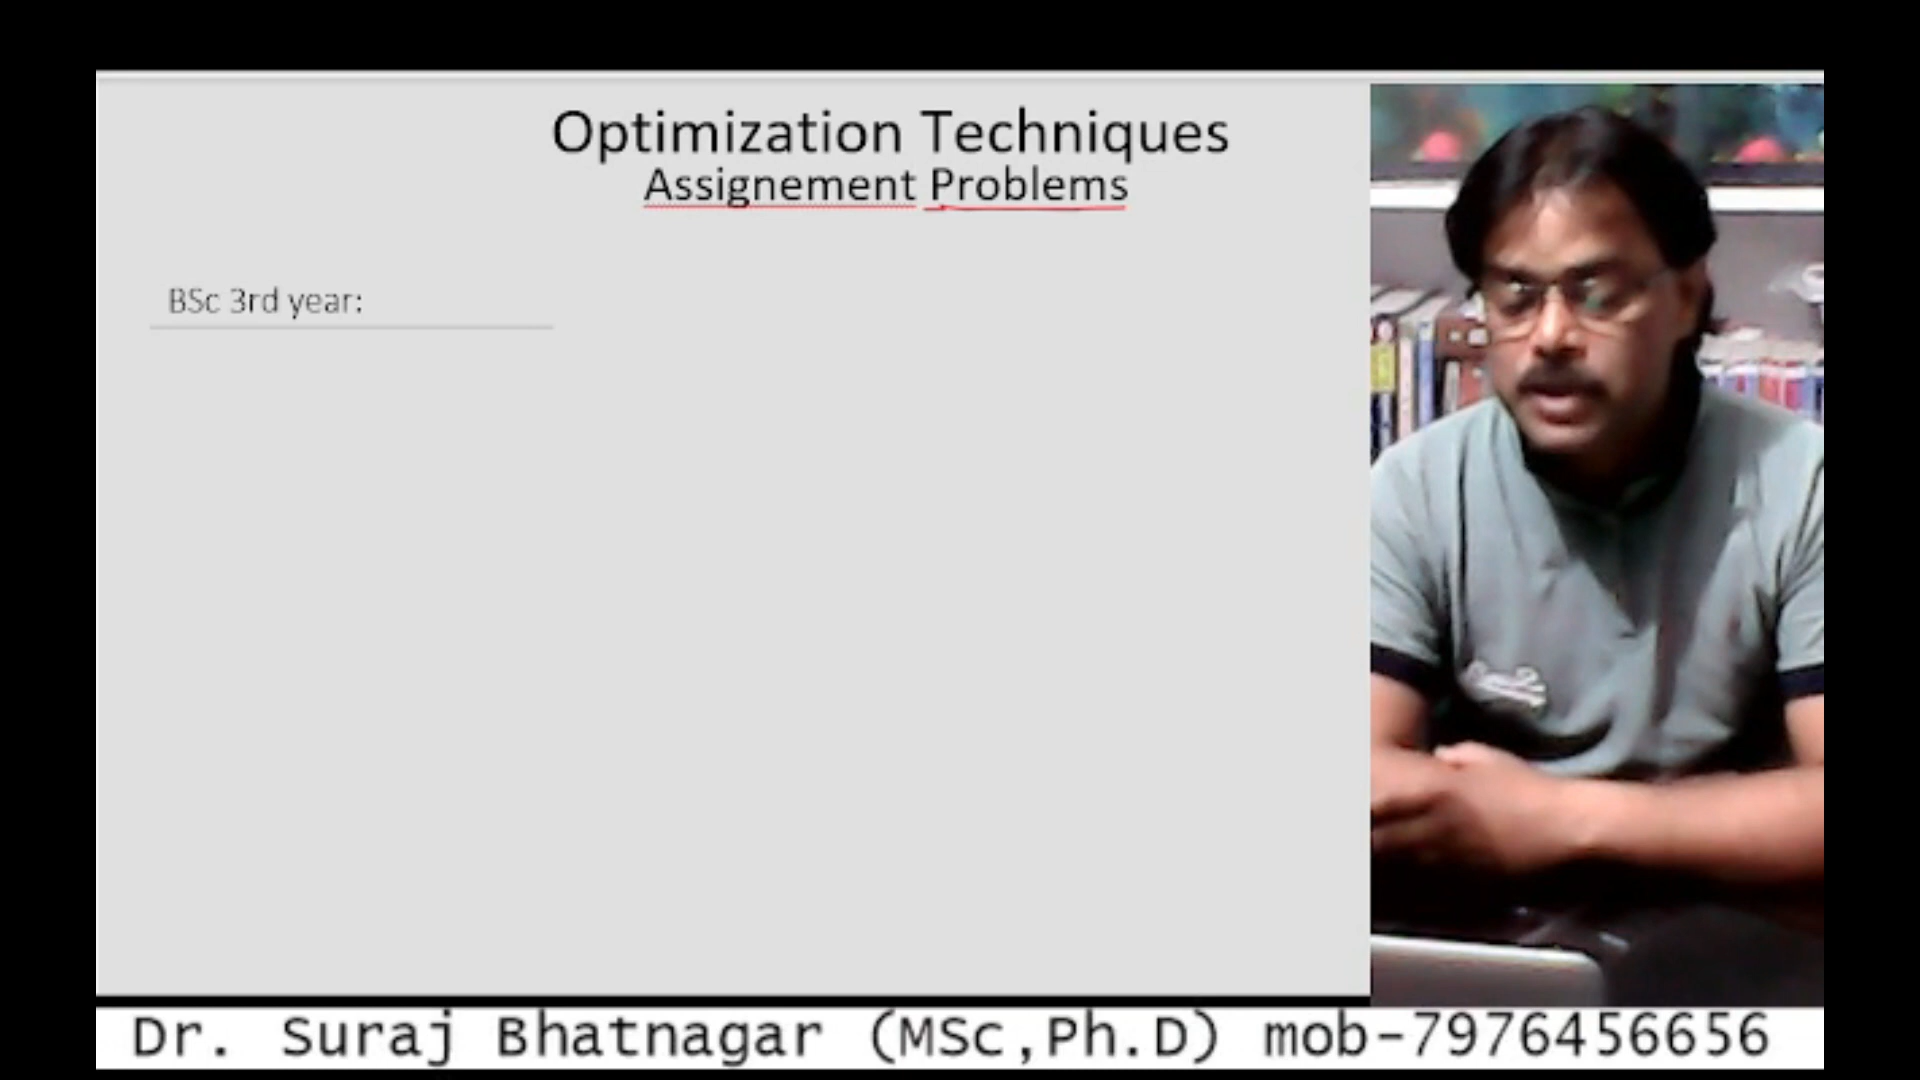 Optimization Techniques
Assignement Problems
BSc 3rd year:
Dr. Suraj Bhatnagar (MSc,Ph.D) mob-7976456656